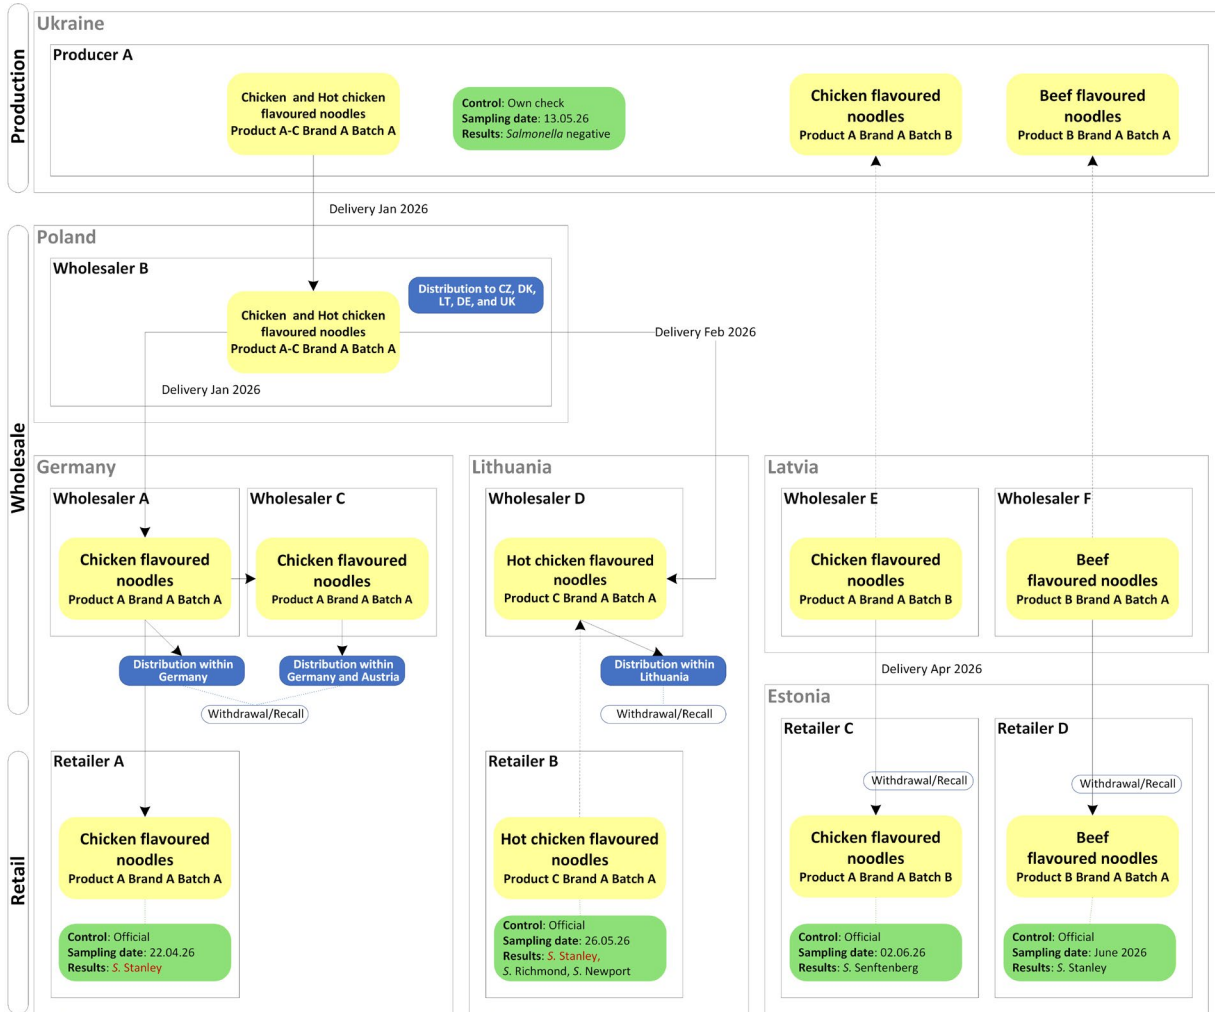 Production
Ukraine
Producer A
Chicken and Hot chicken
flavoured noodles
Product A-C Brand A Batch A
Control: Own check
Sampling date: 13.05.26
Results: Salmonella negative
Chicken flavoured
noodles
Product A Brand A Batch B
Beef flavoured
noodles
Product B Brand A Batch A
Delivery Jan 2026
Wholesale
Poland
Wholesaler B
Distribution to CZ, DK,
LT, DE, and UK
Chicken and Hot chicken
flavoured noodles
Product A-C Brand A Batch A
Delivery Feb 2026
Delivery Jan 2026
Germany
Wholesaler A
Chicken flavoured
noodles
Product A Brand A Batch A
Wholesaler C
Chicken flavoured
noodles
Product A Brand A Batch A
Distribution within
Germany
Distribution within
Germany and Austria
Withdrawal/Recall
Lithuania
Wholesaler D
Hot chicken flavoured
noodles
Product C Brand A Batch A
Distribution within
Lithuania
Withdrawal/Recall
Latvia
Wholesaler E
Chicken flavoured
noodles
Product A Brand A Batch B
Wholesaler F
Beef
flavoured noodles
Product B Brand A Batch A
Delivery Apr 2026
Retail
Retailer A
Chicken flavoured
noodles
Product A Brand A Batch A
Control: Official
Sampling date: 22.04.26
Results: S. Stanley
Retailer B
Hot chicken flavoured
noodles
Product C Brand A Batch A
Control: Official
Sampling date: 26.05.26
Results: S. Stanley,
S. Richmond, S. Newport
Estonia
Retailer C
Withdrawal/Recall
Chicken flavoured
noodles
Product A Brand A Batch B
Control: Official
Sampling date: 02.06.26
Results: S. Senftenberg
Retailer D
Withdrawal/Recall
Beef
flavoured noodles
Product B Brand A Batch A
Control: Official
Sampling date: June 2026
Results: S. Stanley